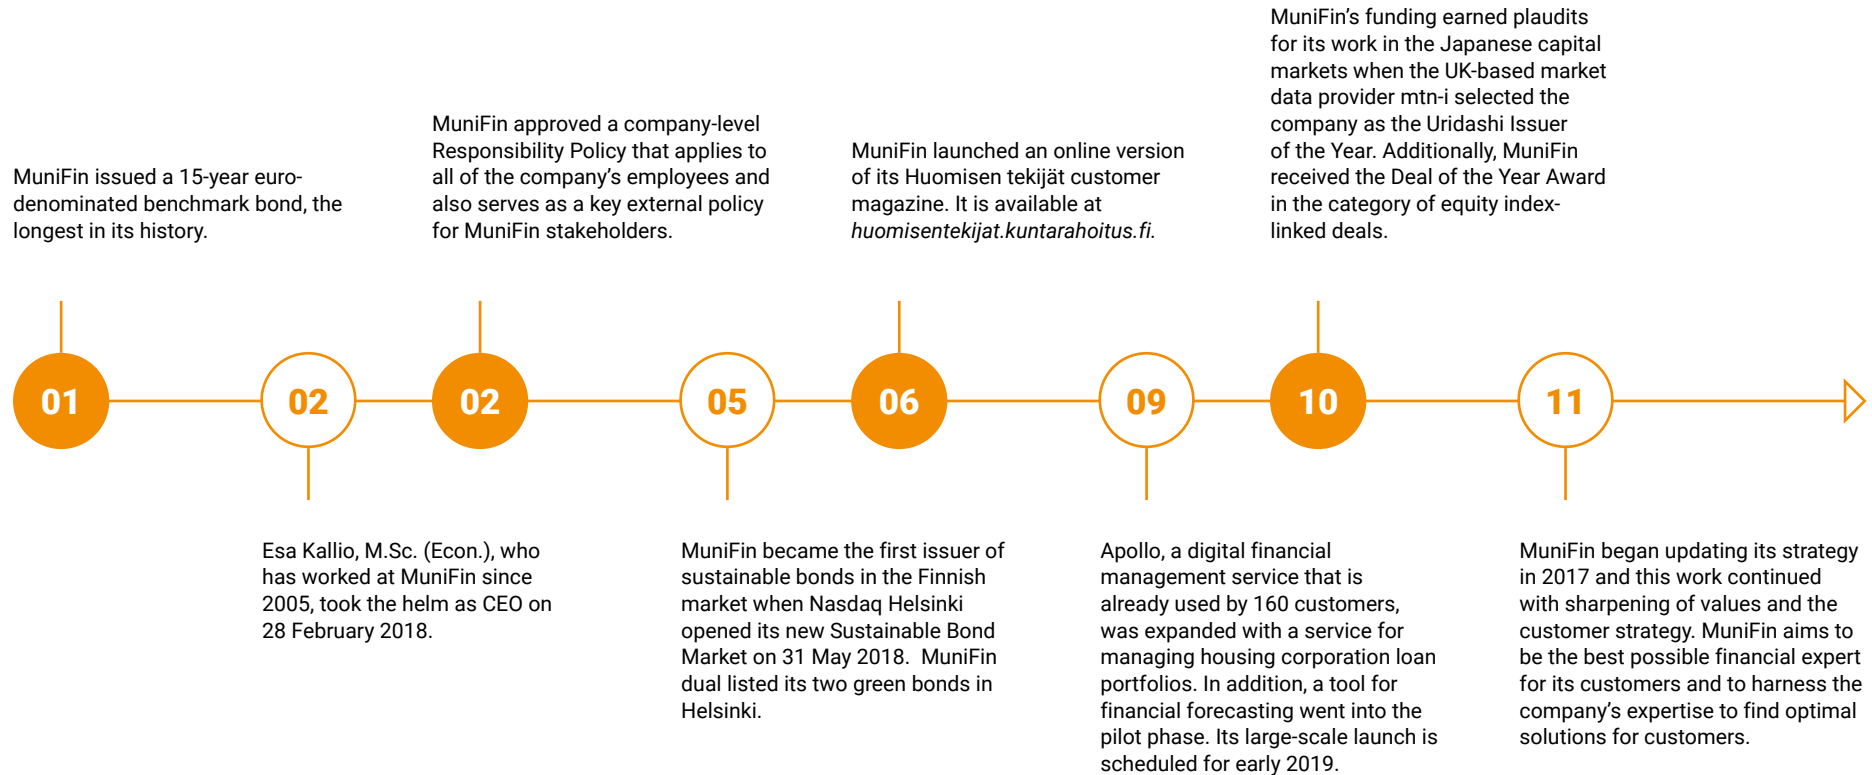 MuniFin issued a 15-year euro-
denominated benchmark bond, the
longest in its history.
MuniFin approved a company-level
Responsibility Policy that applies to
all of the company’s employees and
also serves as a key external policy
for MuniFin stakeholders.
MuniFin launched an online version
of its Huomisen tekijät customer
magazine. It is available at
huomisentekijat.kuntarahoitus.fi.
MuniFin’s funding earned plaudits
for its work in the Japanese capital
markets when the UK-based market
data provider mtn-i selected the
company as the Uridashi Issuer
of the Year. Additionally, MuniFin
received the Deal of the Year Award
in the category of equity index-
linked deals.
01
02
02
05
06
09
10
11
Esa Kallio, M.Sc. (Econ.), who
has worked at MuniFin since
2005, took the helm as CEO on
28 February 2018.
MuniFin became the first issuer of
sustainable bonds in the Finnish
market when Nasdaq Helsinki
opened its new Sustainable Bond
Market on 31 May 2018.  MuniFin
dual listed its two green bonds in
Helsinki.
Apollo, a digital financial
management service that is
already used by 160 customers,
was expanded with a service for
managing housing corporation loan
portfolios. In addition, a tool for
financial forecasting went into the
pilot phase. Its large-scale launch is
scheduled for early 2019.
MuniFin began updating its strategy
in 2017 and this work continued
with sharpening of values and the
customer strategy. MuniFin aims to
be the best possible financial expert
for its customers and to harness the
company’s expertise to find optimal
solutions for customers.